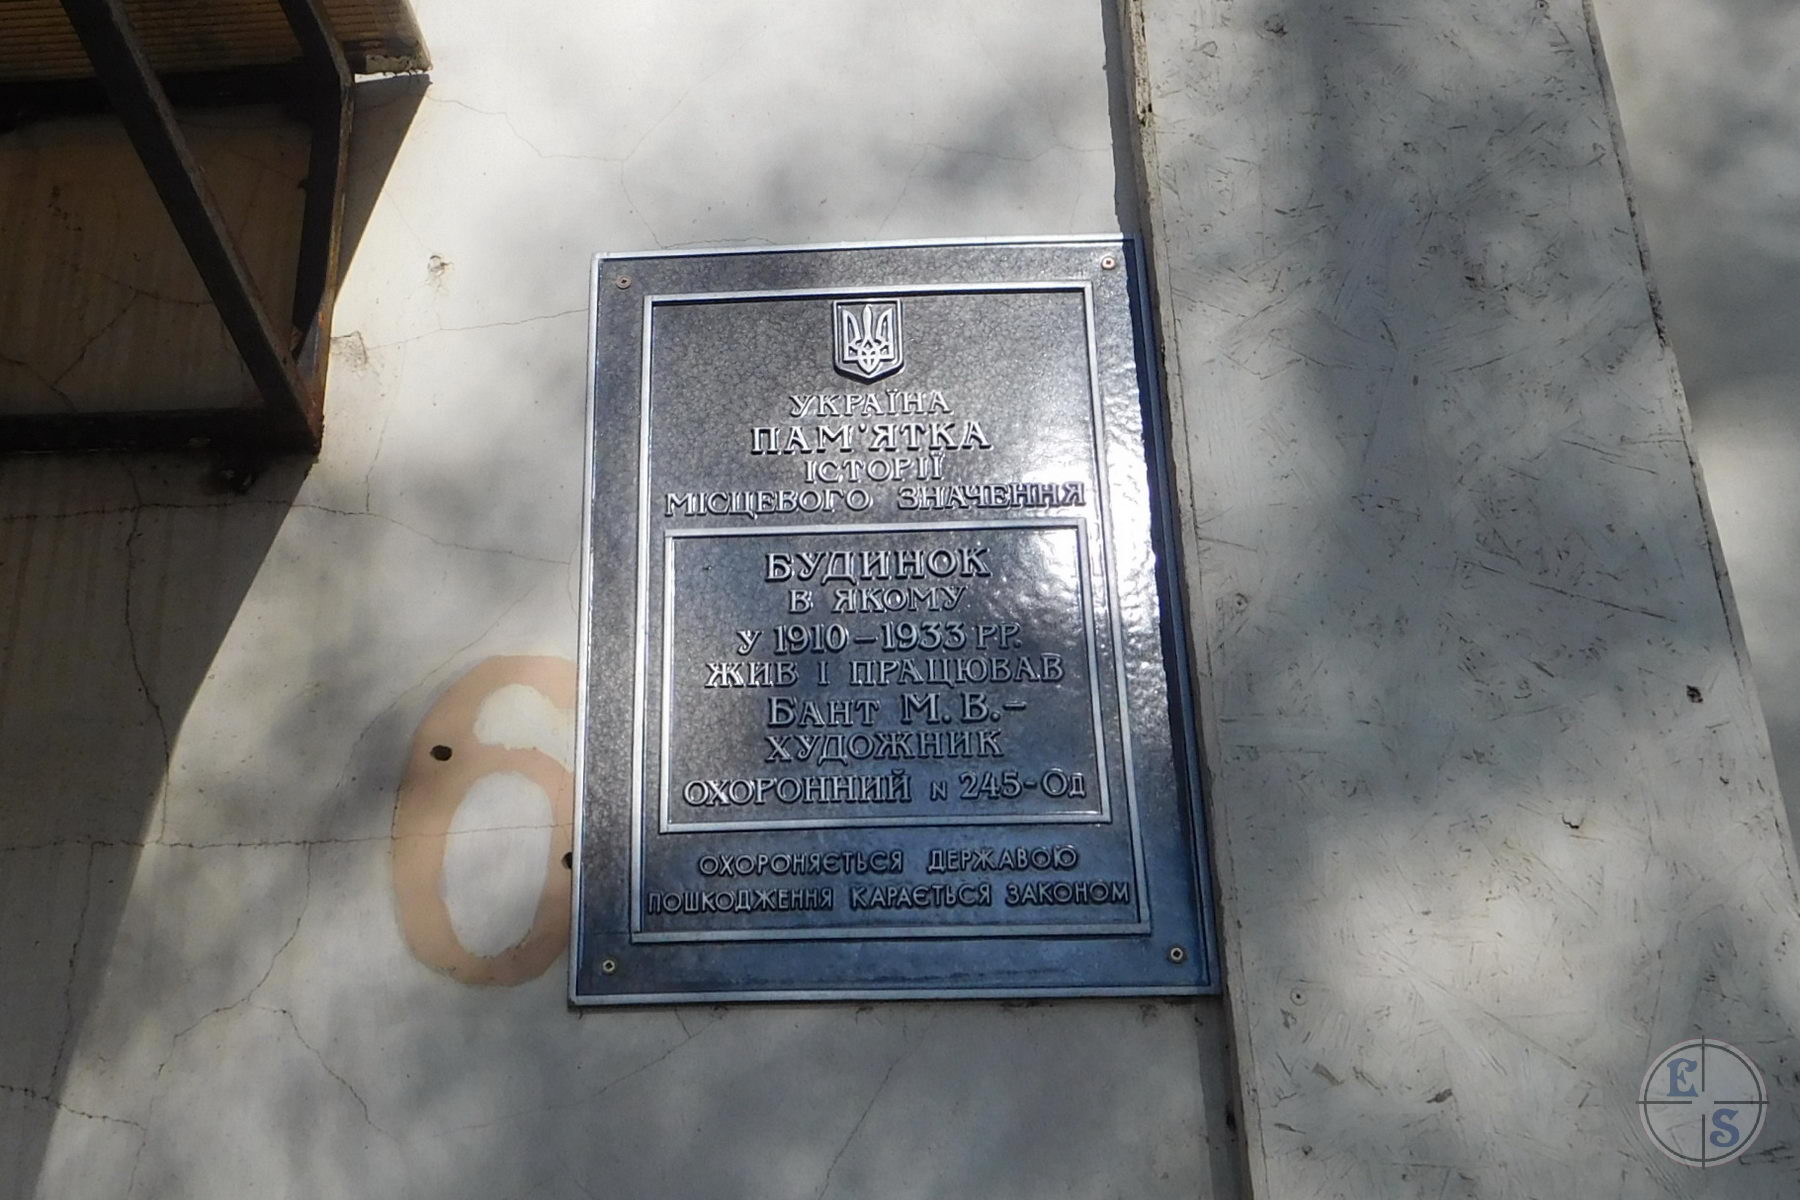 УКРАЇНА
ПАМ'ЯТКА
ІСТОРІЇ
МІСЦЕВОГО ЗНАЧЕННЯ
БУДИНОК
В ЯКОМУ
У 1910-1933 РР.
ЖИВ І ПРАЦЮВАВ
БАНТ М. В.-
ХУДОЖНИК
ОХОРОННИЙ N 245-Од
ОХОРОНЯЄТЬСЯ ДЕРЖАВОЮ
ПОШКОДЖЕННЯ КАРАЄТЬСЯ ЗАКОНОМ
6
E
S